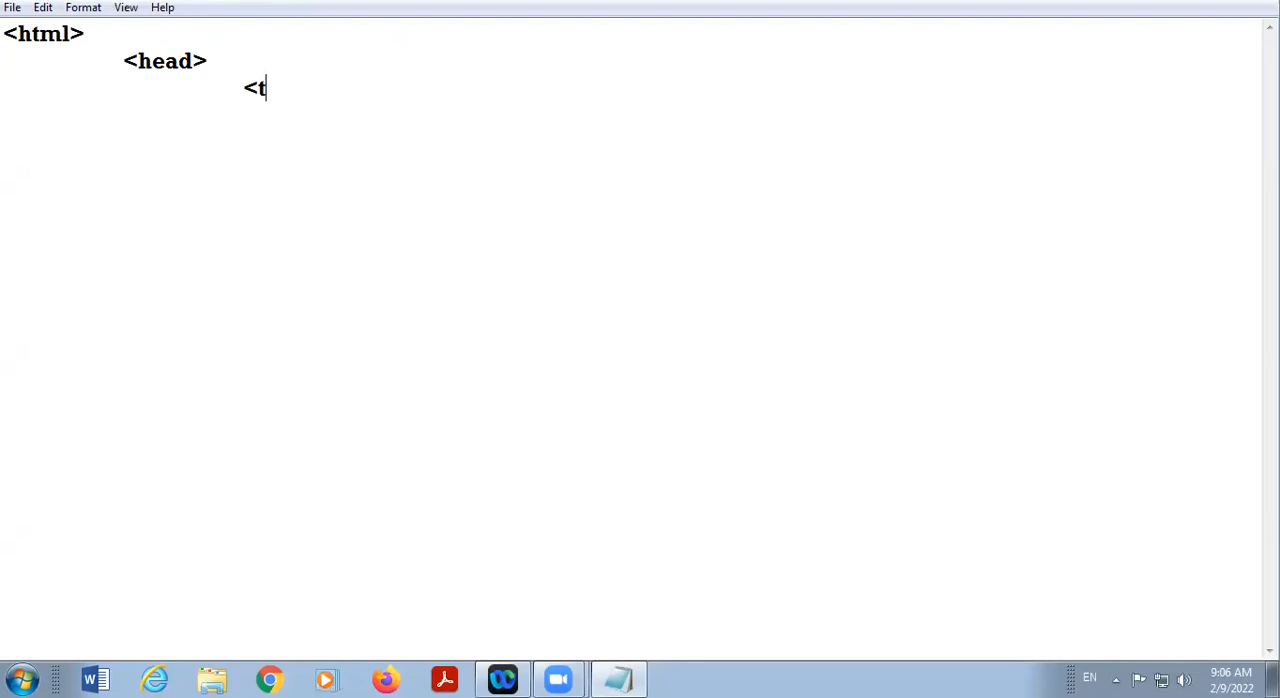 File Edit Format View Help
<html>
<head>
<t
EN
9:06 AM
2/9/2022